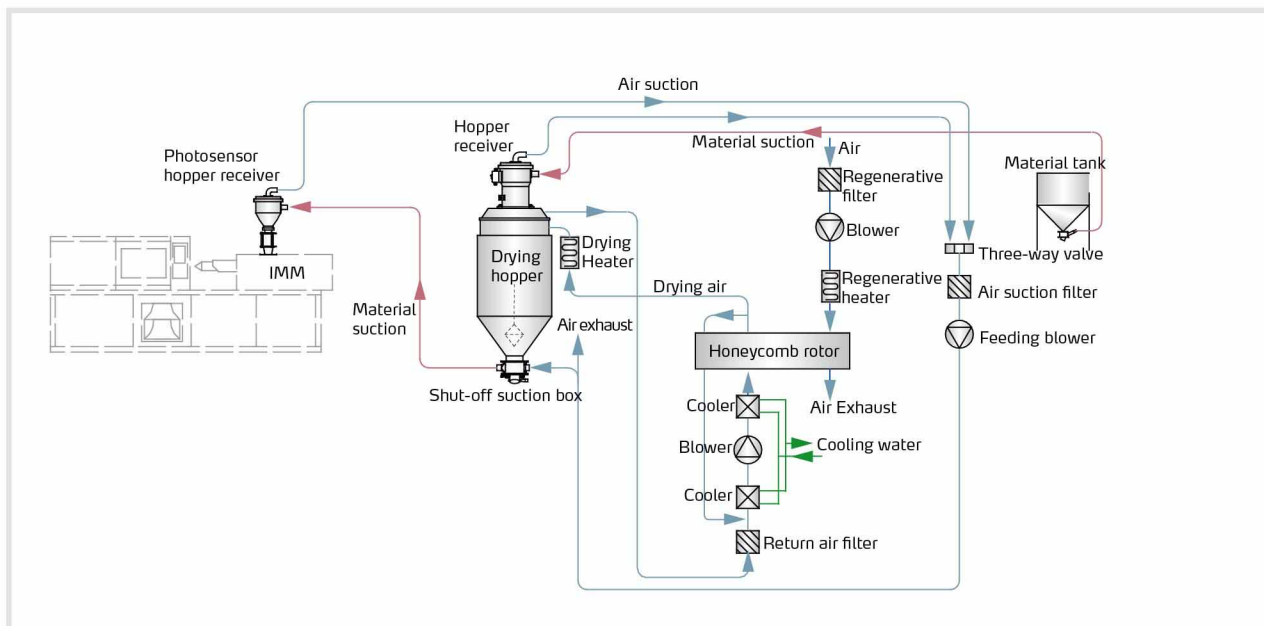 Air suction
Hopper
receiver
Material suction
Air
Photosensor
hopper receiver
Material tank
Regenerative
filter
Blower
Drying
Heater
Drying
hopper
Three-way valve
IMM
Regenerative
heater
Drying air
Air suction filter
Material
suction
Air exhaust
Feeding blower
Honeycomb rotor
Shut-off suction box
Cooler
Air Exhaust
Blower
Cooling water
Cooler
Return air filter